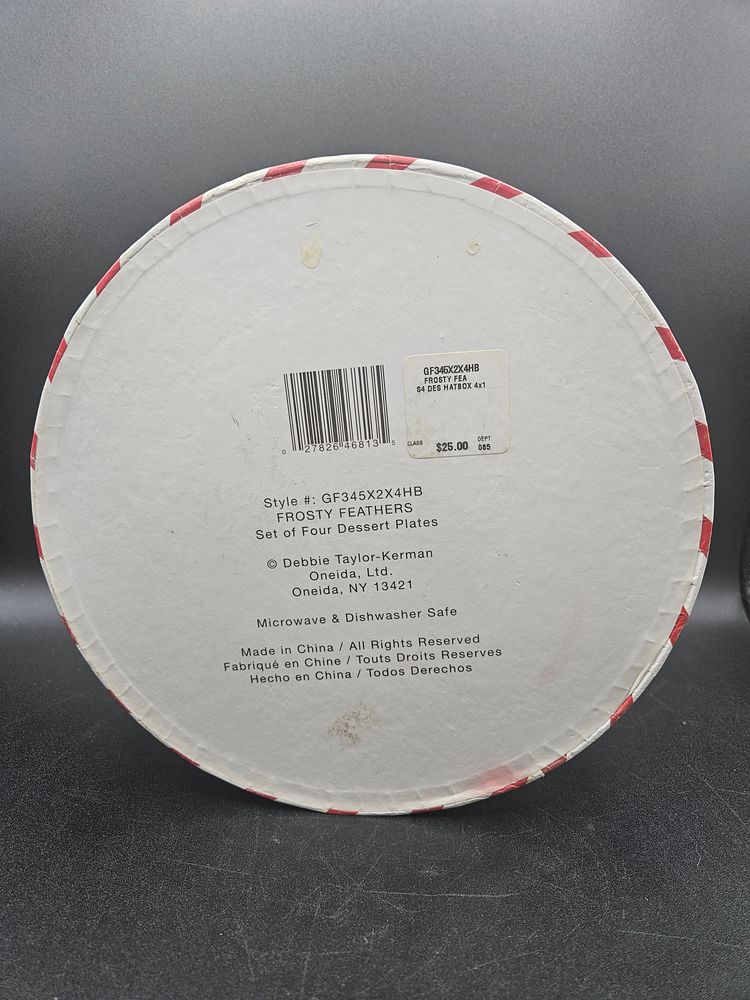 GF345X2X4HB
FROSTY FEA
S4 DES HATBOX 4x1
CLASS $25.00 DEPT 085
0 27826 46813 5
Style #: GF345X2X4HB
FROSTY FEATHERS
Set of Four Dessert Plates
© Debbie Taylor-Kerman
Oneida, Ltd.
Oneida, NY 13421
Microwave & Dishwasher Safe
Made in China / All Rights Reserved
Fabriqué en Chine / Touts Droits Reserves
Hecho en China / Todos Derechos